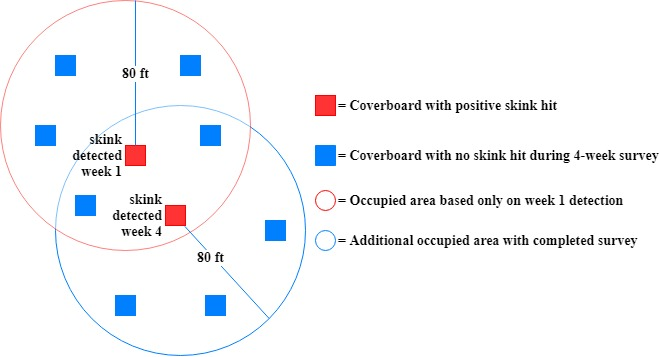 80 ft
skink
detected
week 1
skink
detected
week 4
80 ft
= Coverboard with positive skink hit
= Coverboard with no skink hit during 4-week survey
= Occupied area based only on week 1 detection
= Additional occupied area with completed survey